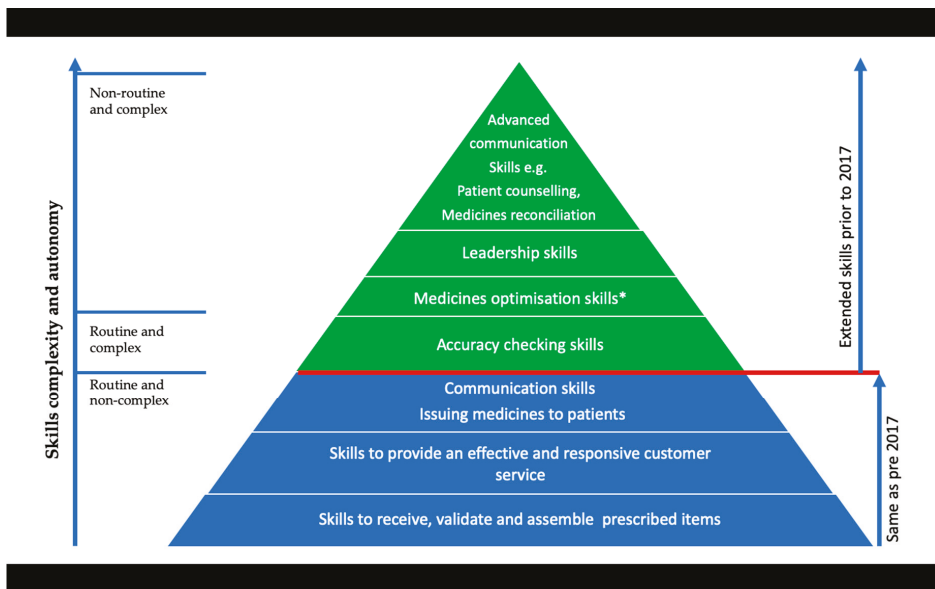 Skills complexity and autonomy
Non-routine
and complex
Routine and
complex
Routine and
non-complex
Advanced
communication
Skills e.g.
Patient counselling,
Medicines reconciliation
Leadership skills
Medicines optimisation skills*
Accuracy checking skills
Communication skills
Issuing medicines to patients
Skills to provide an effective and responsive customer
service
Skills to receive, validate and assemble prescribed items
Extended skills prior to 2017
Same as pre 2017